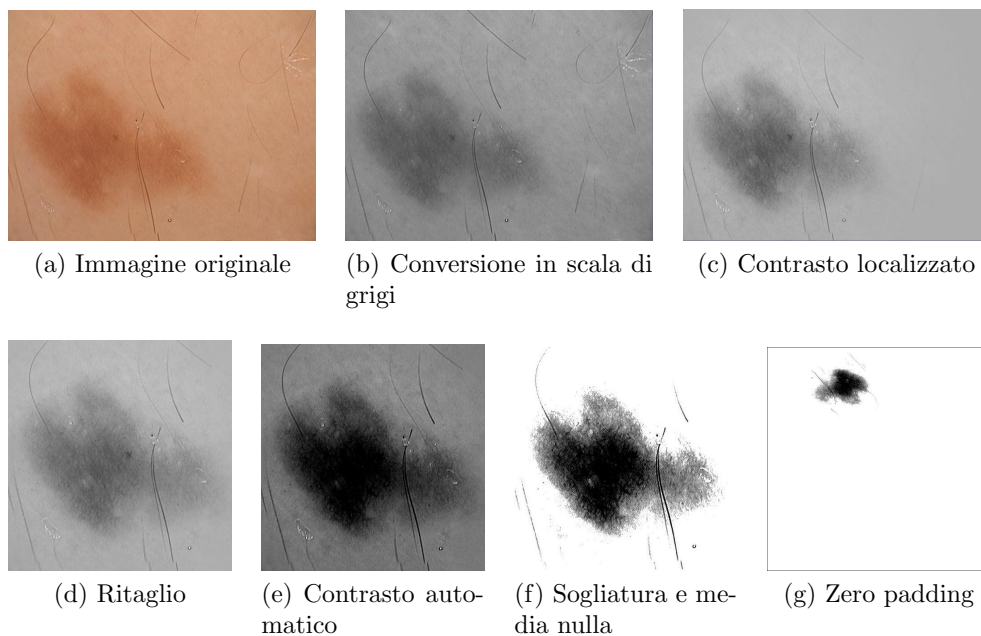 (a) Immagine originale
(b) Conversione in scala di
grigi
(c) Contrasto localizzato
(d) Ritaglio
(e) Contrasto auto-
matico
(f) Sogliatura e me-
dia nulla
(g) Zero padding